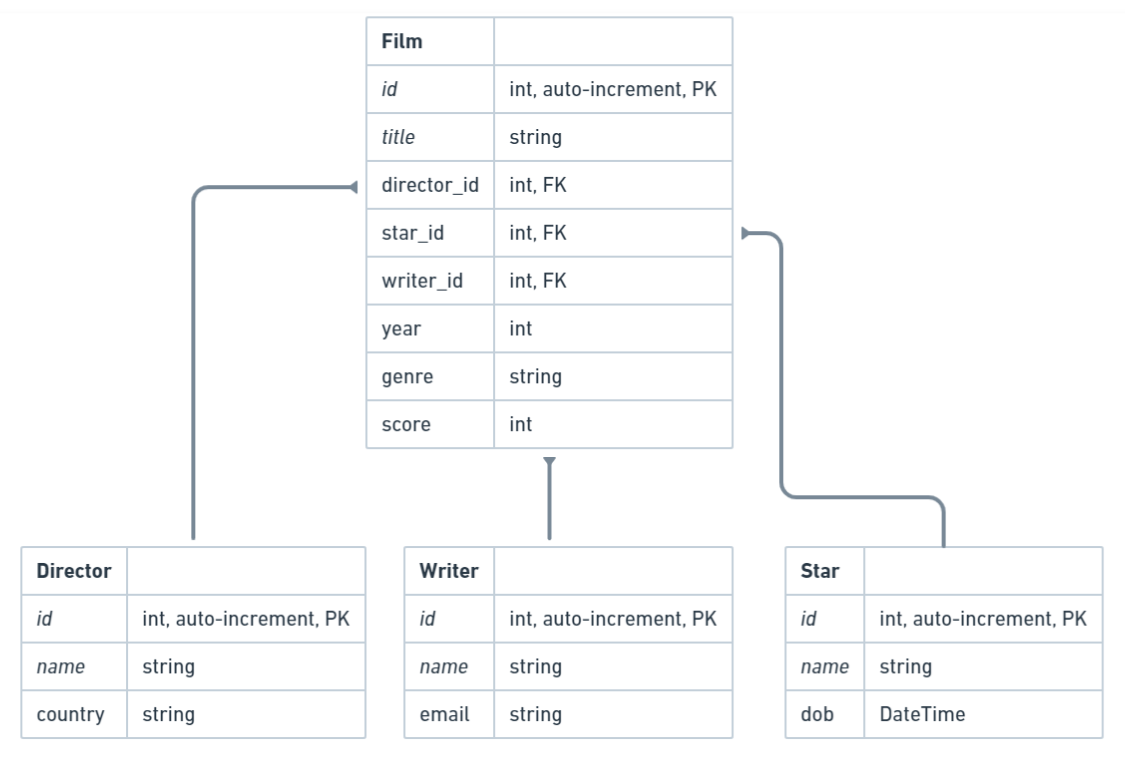 Film
id int, auto-increment, PK
title string
director_id int, FK
star_id int, FK
writer_id int, FK
year int
genre string
score int
Director
id int, auto-increment, PK
name string
country string
Writer
id int, auto-increment, PK
name string
email string
Star
id int, auto-increment, PK
name string
dob DateTime